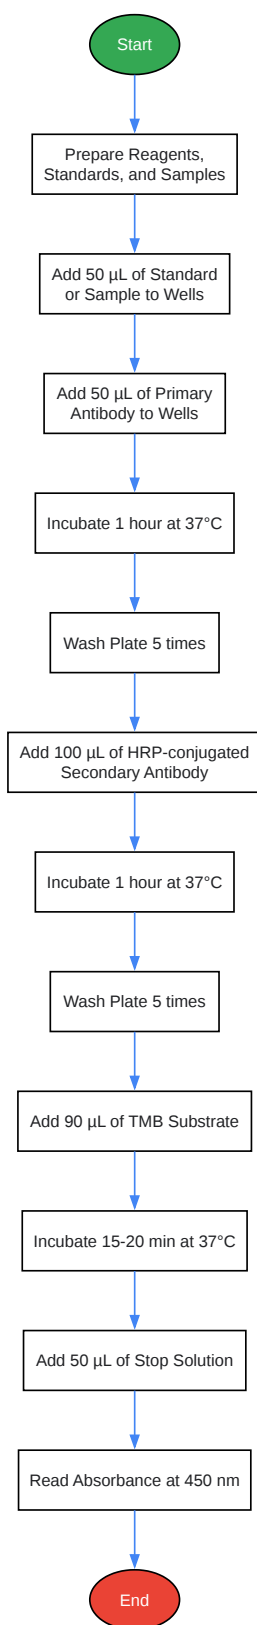 Start
Prepare Reagents,
Standards, and Samples
Add 50 µL of Standard
or Sample to Wells
Add 50 µL of Primary
Antibody to Wells
Incubate 1 hour at 37°C
Wash Plate 5 times
Add 100 µL of HRP-conjugated
Secondary Antibody
Incubate 1 hour at 37°C
Wash Plate 5 times
Add 90 µL of TMB Substrate
Incubate 15-20 min at 37°C
Add 50 µL of Stop Solution
Read Absorbance at 450 nm
End